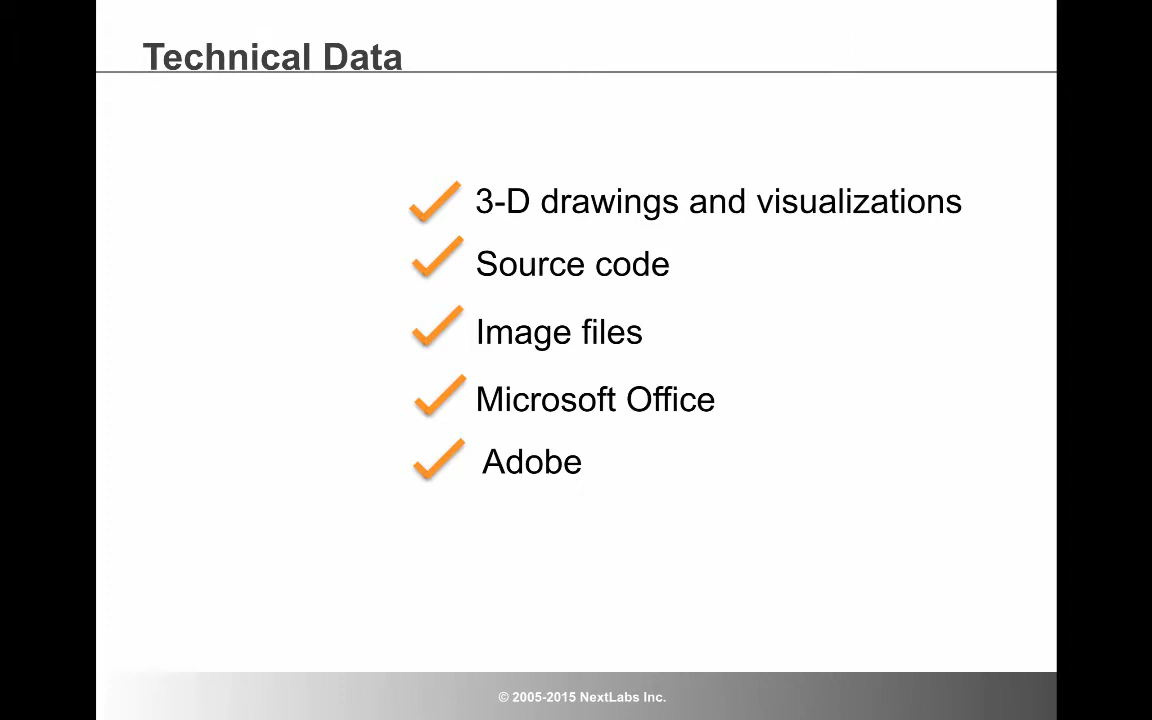 Technical Data
3-D drawings and visualizations
Source code
Image files
Microsoft Office
Adobe
© 2005-2015 NextLabs Inc.